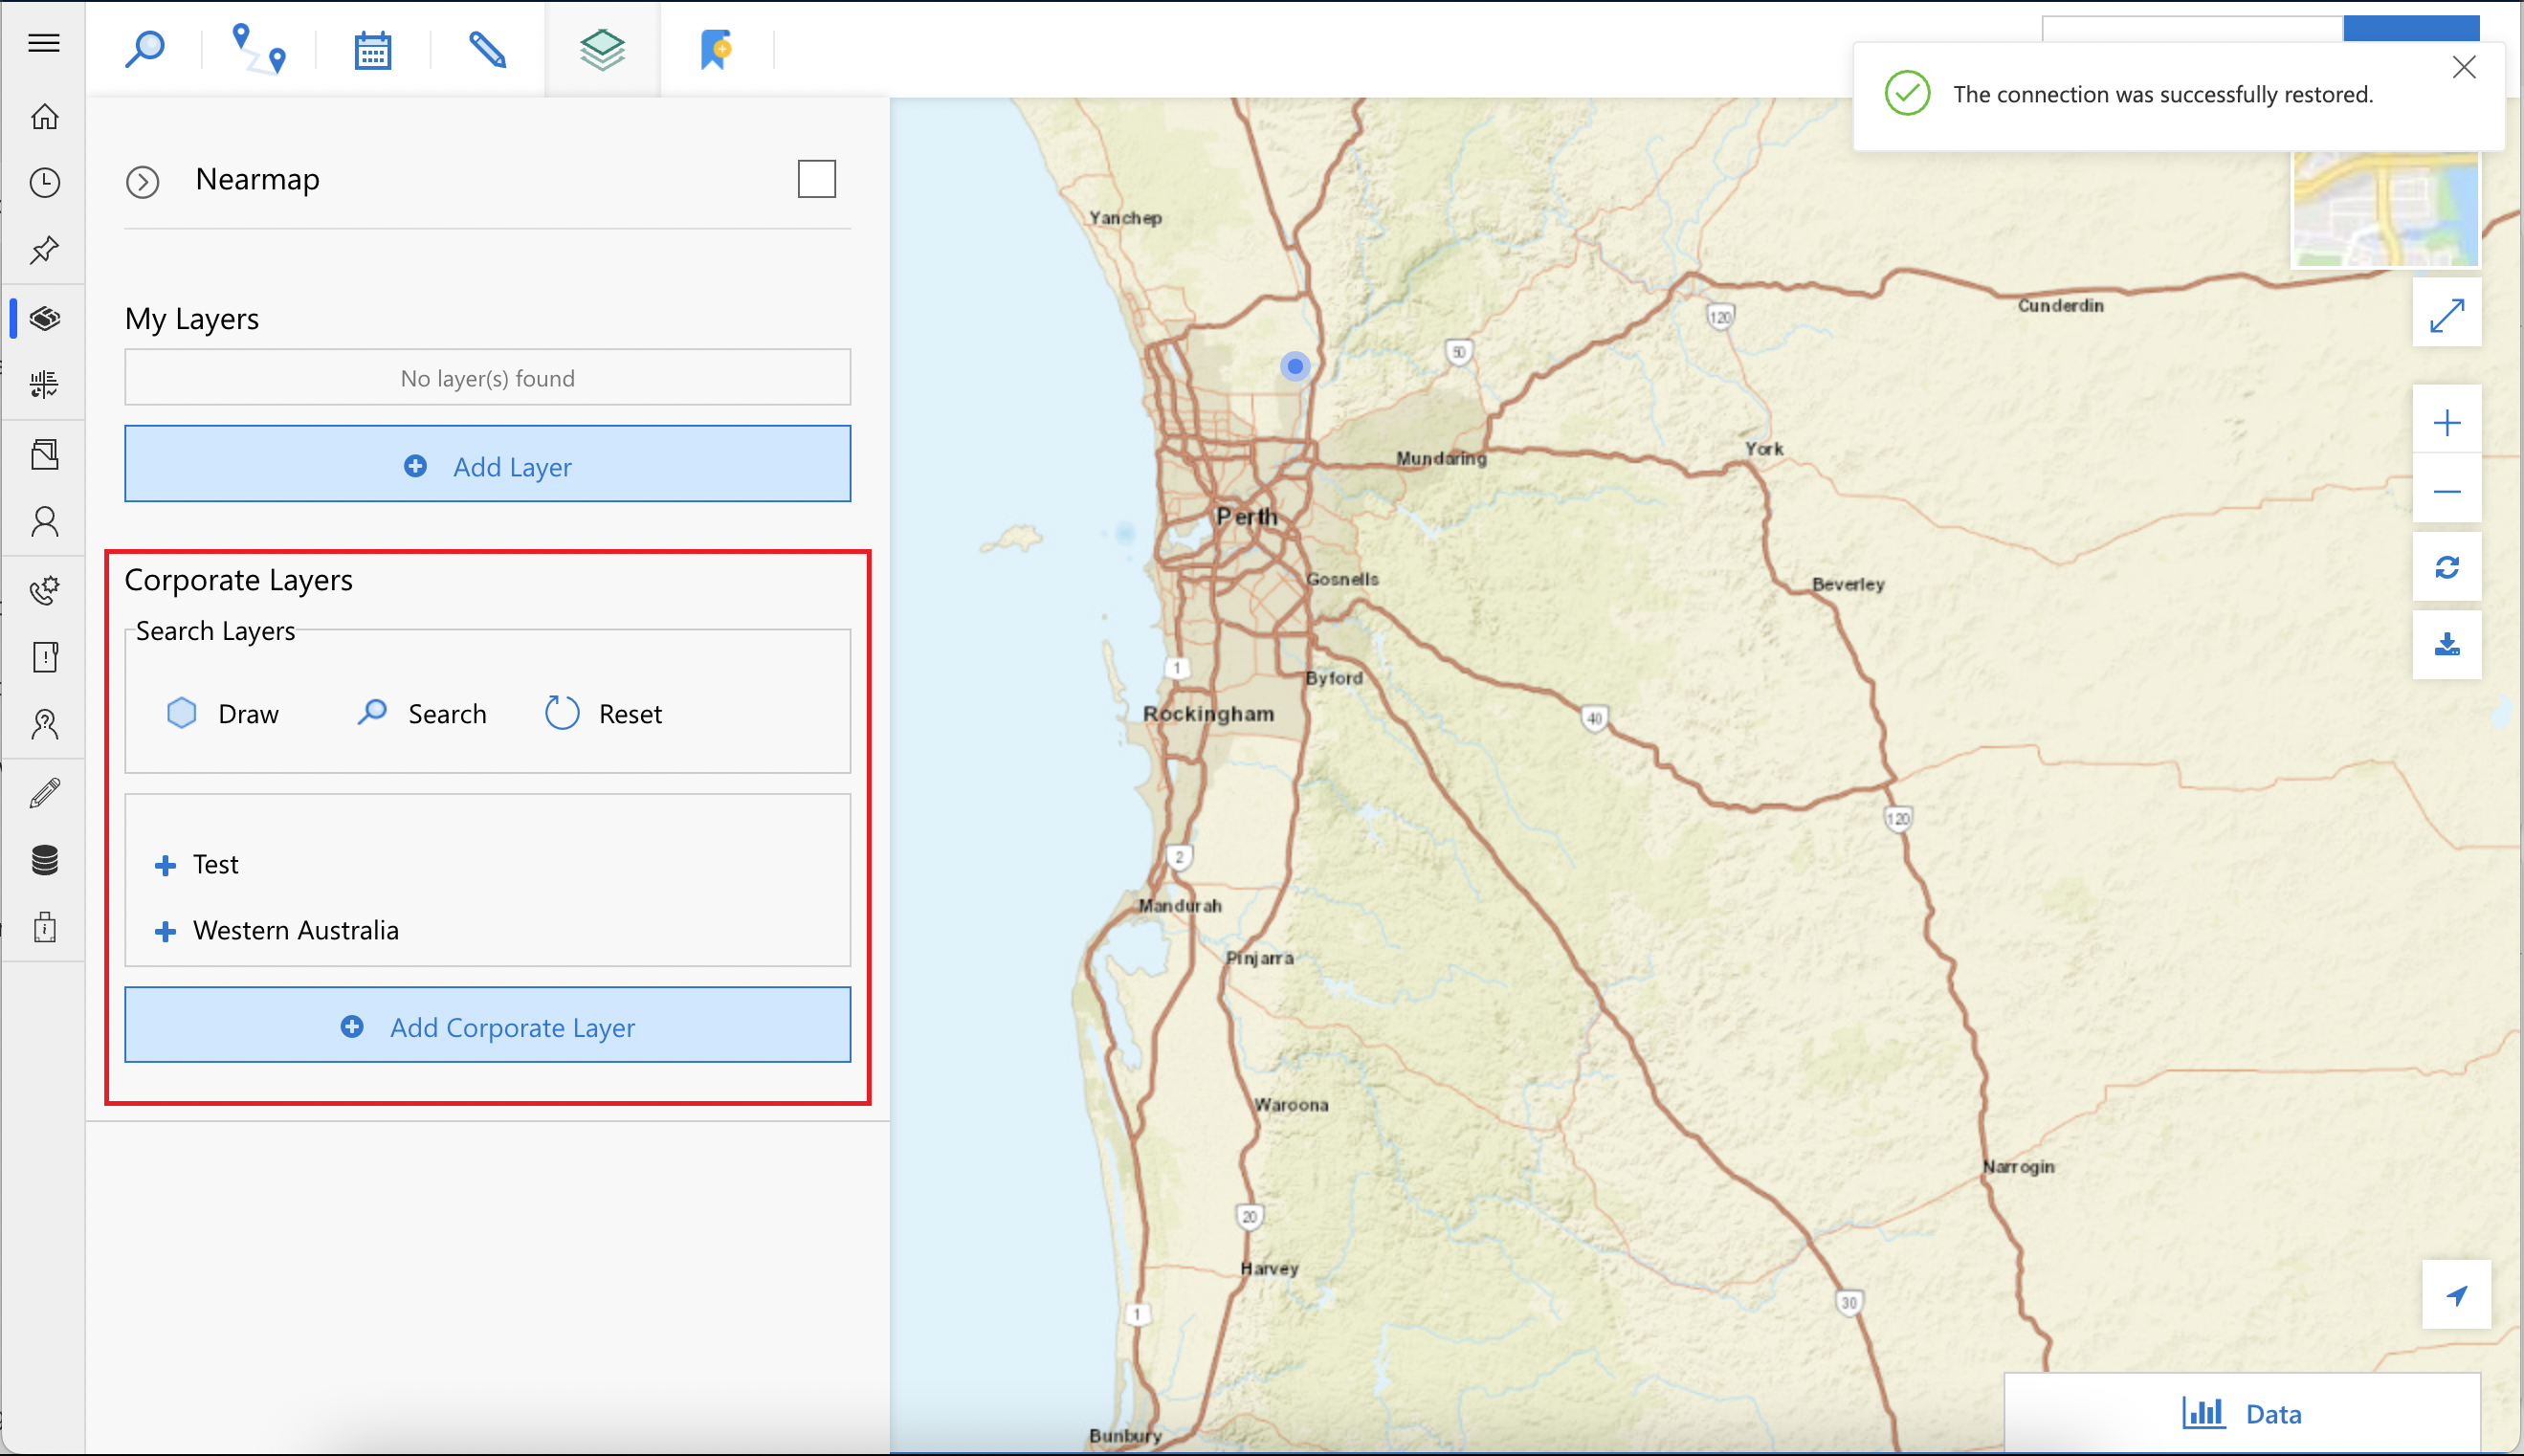 The connection was successfully restored.
Nearmap
My Layers
No layer(s) found
Add Layer
Corporate Layers
Search Layers
Draw Search Reset
Test
Western Australia
Add Corporate Layer
Yanchep
Cunderdin
120
50
York
Mundaring
Perth
Gosnells
Beverley
1
Byford
Rockingham
40
120
2
Mandurah
Pinjarra
Waroona
Narrogin
20
Harvey
30
1
Bunbury
Data